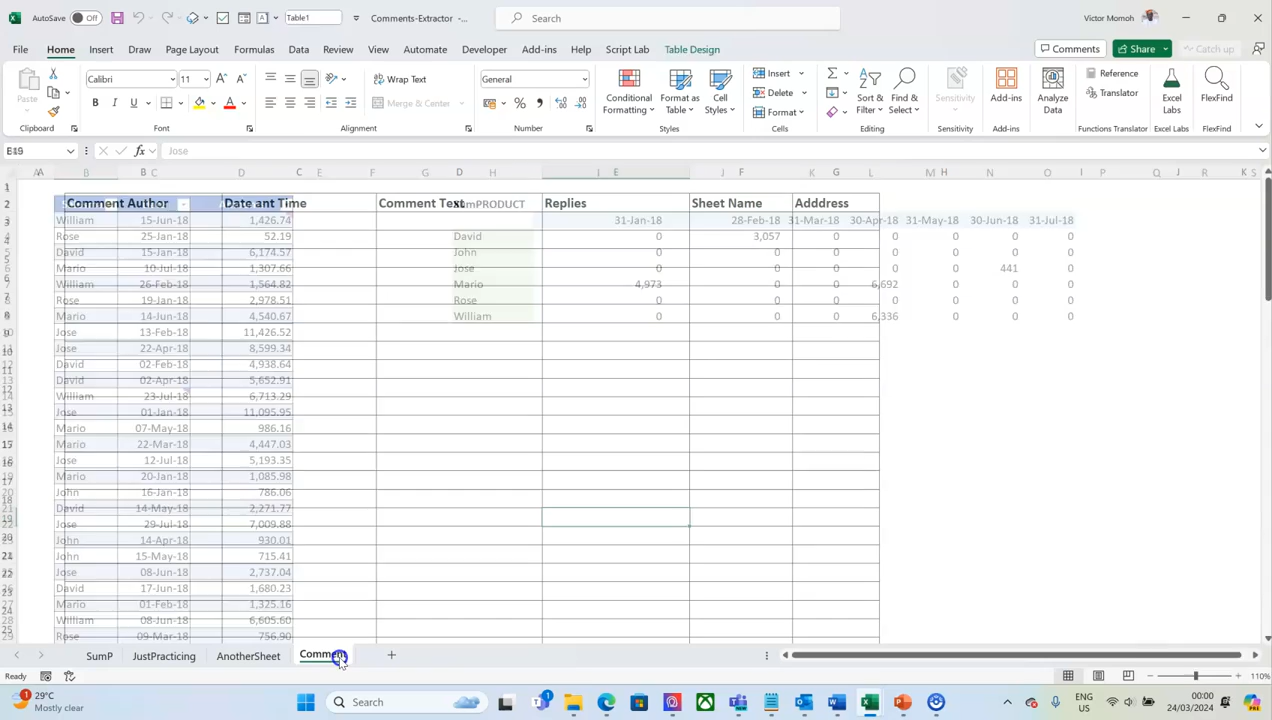 AutoSave Off Table1 Comments-Extractor -... Search Victor Momoh
File Home Insert Draw Page Layout Formulas Data Review View Automate Developer Add-ins Help Script Lab Table Design Comments Share Catch up
Calibri 11 Wrap Text General Insert Reference
Paste Merge & Center Conditional Formatting Format as Table Cell Styles Delete Format Sort & Filter Find & Select Sensitivity Add-ins Analyze Data Translator Excel Labs FlexFind
Clipboard Font Alignment Number Styles Cells Editing Sensitivity Add-ins Functions Translator Excel Labs FlexFind
fx Jose
Comment Author Date ant Time Comment Text SumPRODUCT Replies Sheet Name Adddress
William 15-Jun-18 1,426.74 31-Jan-18 28-Feb-18 31-Mar-18 30-Apr-18 31-May-18 30-Jun-18 31-Jul-18
Rose 25-Jan-18 52.19 David 0 3,057 0 0 0 0 0
David 15-Jan-18 6,174.57 John 0 0 0 0 0 0 0
Mario 10-Jul-18 1,307.66 Jose 0 0 0 0 0 441 0
William 26-Feb-18 1,564.82 Mario 4,973 0 0 6,692 0 0 0
Rose 19-Jan-18 2,978.51 Rose 0 0 0 0 0 0 0
Mario 14-Jun-18 4,540.67 William 0 0 0 6,336 0 0 0
Jose 13-Feb-18 11,426.52
Jose 22-Apr-18 8,599.34
David 02-Feb-18 4,938.64
David 02-Apr-18 5,652.91
William 23-Jul-18 6,713.29
Jose 01-Jan-18 11,095.95
Mario 07-May-18 986.16
Mario 22-Mar-18 4,447.03
Jose 12-Jul-18 5,193.35
Mario 20-Jan-18 1,085.98
John 16-Jan-18 786.06
David 14-May-18 2,271.77
Jose 29-Jul-18 7,009.88
John 14-Apr-18 930.01
John 15-May-18 715.41
Jose 08-Jun-18 2,737.04
David 17-Jun-18 1,680.23
Mario 01-Feb-18 1,325.16
William 08-Jun-18 6,605.60
Rose 09-Mar-18 756.90
SumP JustPracticing AnotherSheet Comment
Ready 110%
29°C
Mostly clear
Search
ENG
US
00:00
24/03/2024